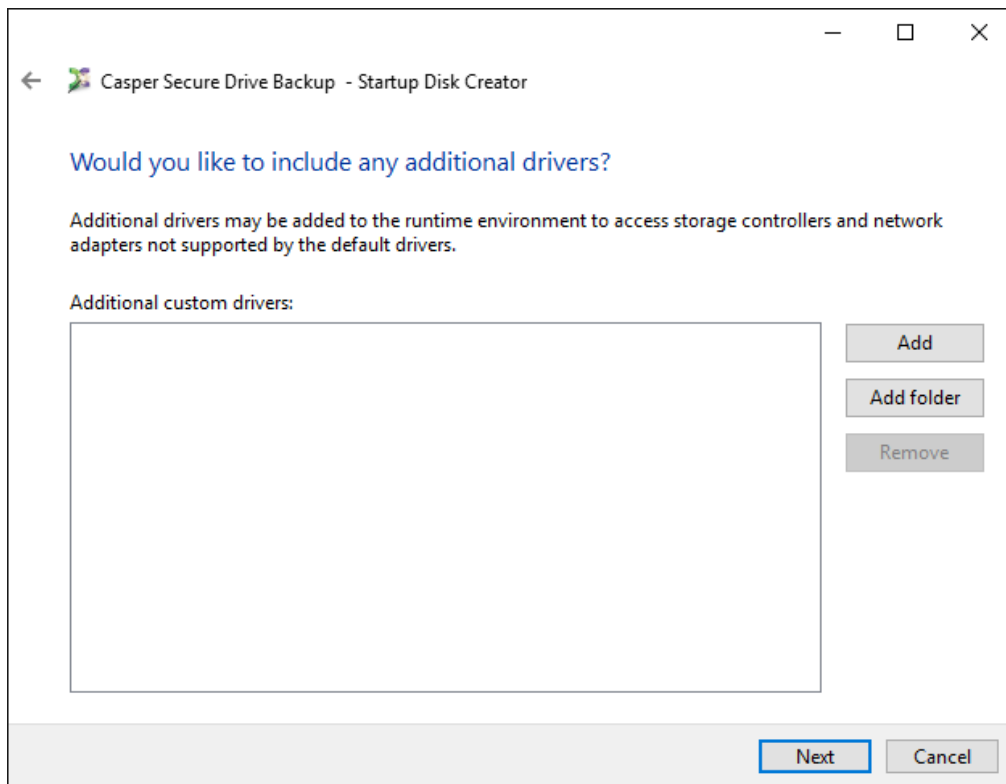 Casper Secure Drive Backup - Startup Disk Creator
Would you like to include any additional drivers?
Additional drivers may be added to the runtime environment to access storage controllers and network
adapters not supported by the default drivers.
Additional custom drivers:
Add
Add folder
Remove
Next
Cancel